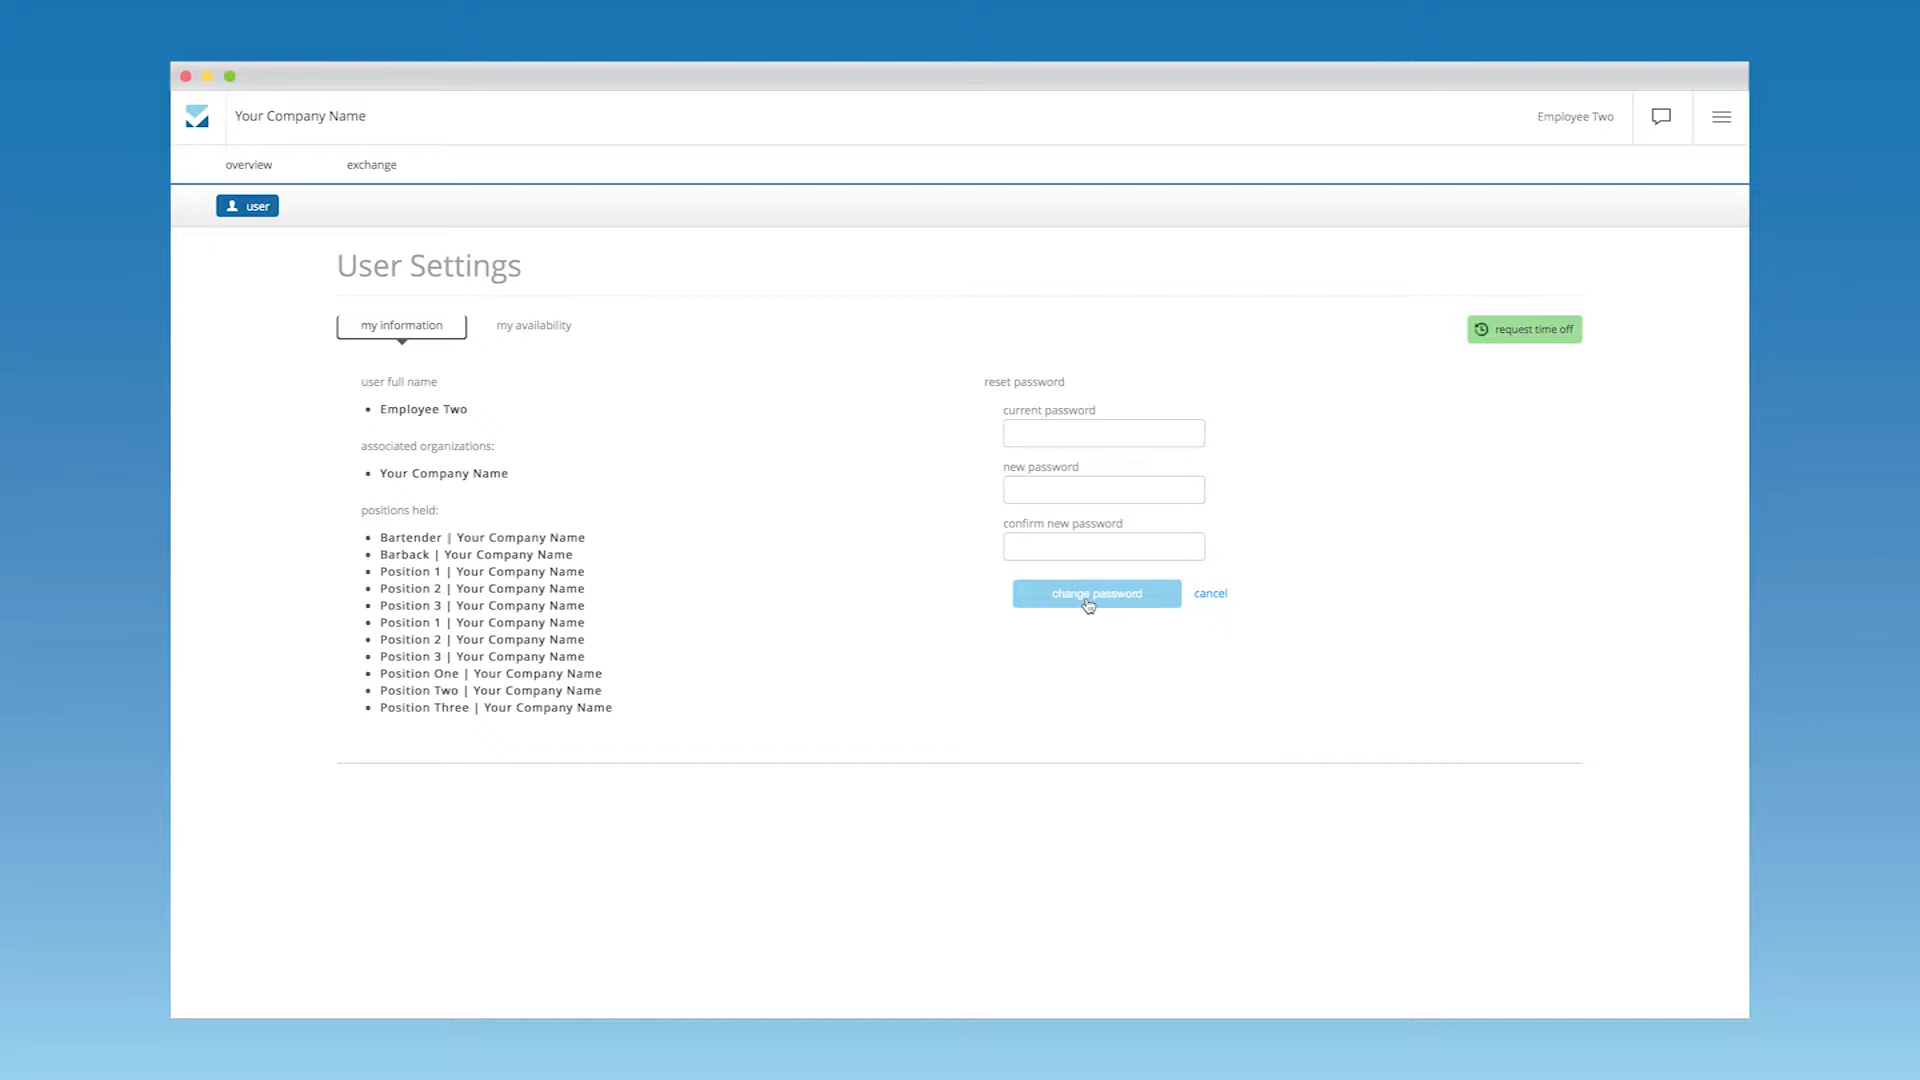 Your Company Name
Employee Two
overview
exchange
user
User Settings
my information
my availability
request time off
user full name
Employee Two
associated organizations:
Your Company Name
positions held:
Bartender | Your Company Name
Barback | Your Company Name
Position 1 | Your Company Name
Position 2 | Your Company Name
Position 3 | Your Company Name
Position 1 | Your Company Name
Position 2 | Your Company Name
Position 3 | Your Company Name
Position One | Your Company Name
Position Two | Your Company Name
Position Three | Your Company Name
reset password
current password
new password
confirm new password
change password
cancel